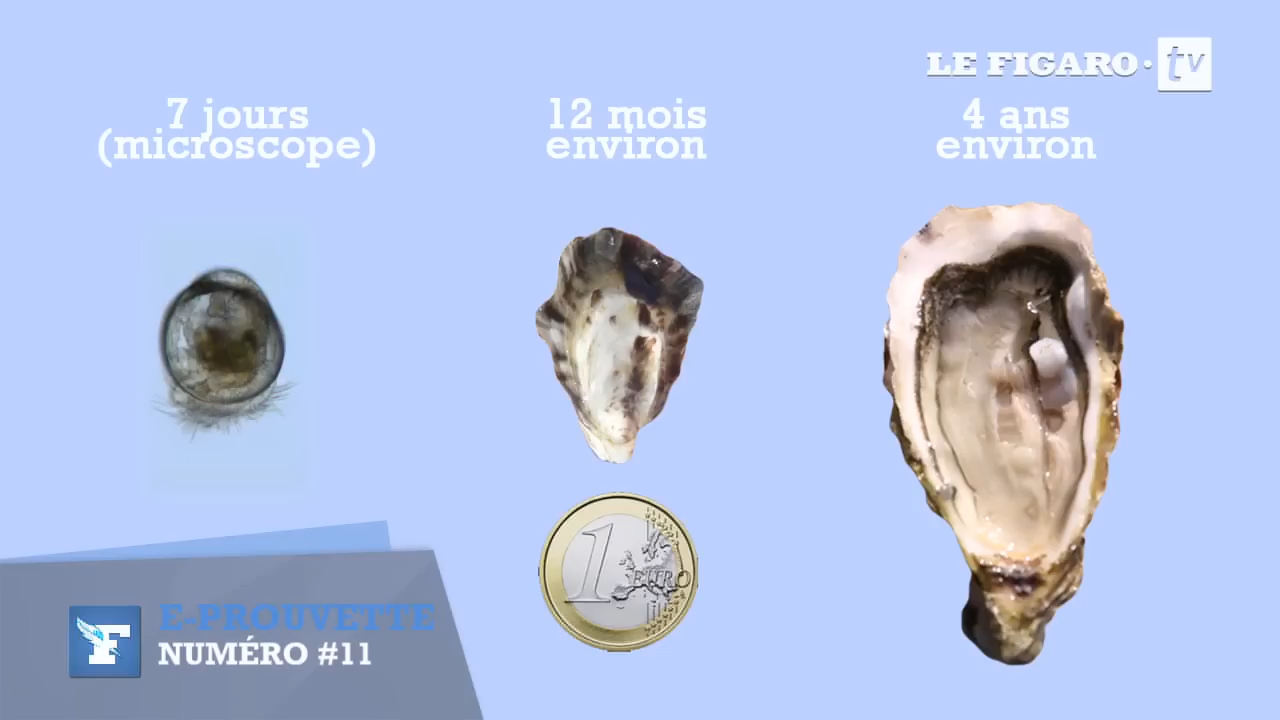 LE FIGARO · tv
7 jours
(microscope)
12 mois
environ
4 ans
environ
1
EURO
F
E-PROUVETTE
NUMÉRO #11